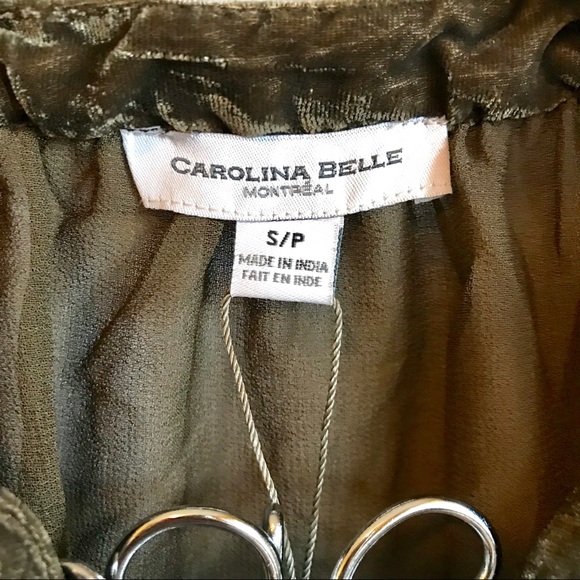 CAROLINA BELLE
MONTRÉAL
S/P
MADE IN INDIA
FAIT EN INDE